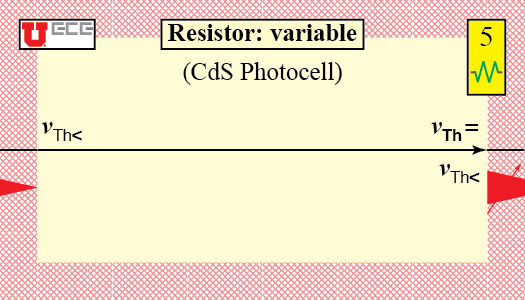 U ECE
Resistor: variable
5
(CdS Photocell)
vTh<
vTh=
vTh<